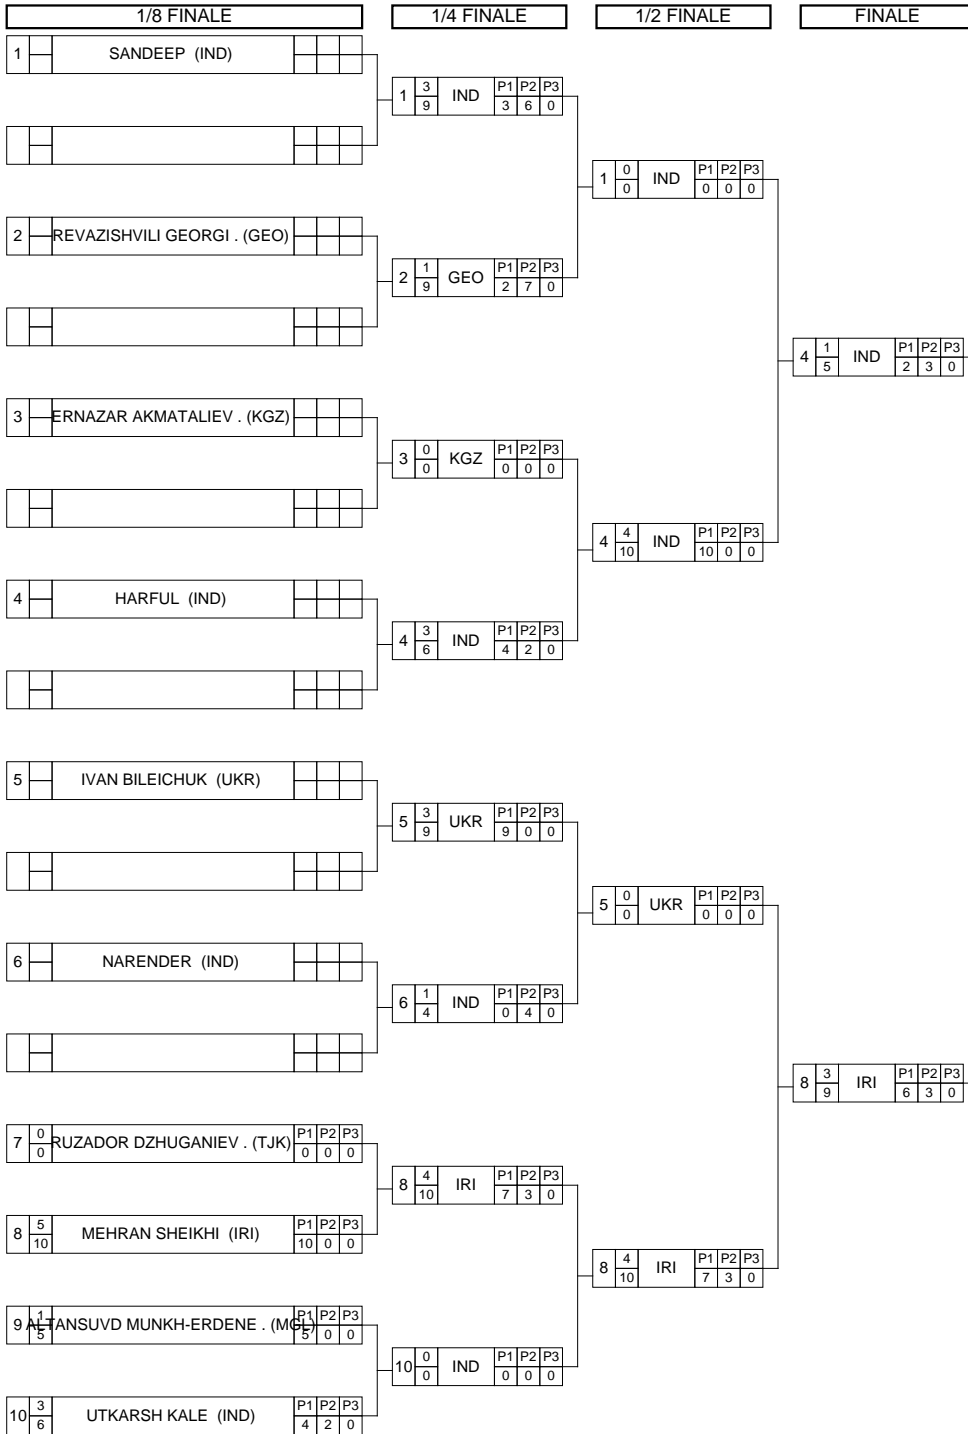 1/8 FINALE 1/4 FINALE 1/2 FINALE FINALE
1 SANDEEP (IND)
1 3 9 IND P1 P2 P3 3 6 0
1 0 0 IND P1 P2 P3 0 0 0
2 REVAZISHVILI GEORGI . (GEO)
2 1 9 GEO P1 P2 P3 2 7 0
4 1 5 IND P1 P2 P3 2 3 0
3 ERNAZAR AKMATALIEV . (KGZ)
3 0 0 KGZ P1 P2 P3 0 0 0
4 4 10 IND P1 P2 P3 10 0 0
4 HARFUL (IND)
4 3 6 IND P1 P2 P3 4 2 0
5 IVAN BILEICHUK (UKR)
5 3 9 UKR P1 P2 P3 9 0 0
5 0 0 UKR P1 P2 P3 0 0 0
6 NARENDER (IND)
6 1 4 IND P1 P2 P3 0 4 0
8 3 9 IRI P1 P2 P3 6 3 0
7 0 0 RUZADOR DZHUGANIEV . (TJK) P1 P2 P3 0 0 0
8 4 10 IRI P1 P2 P3 7 3 0
8 5 10 MEHRAN SHEIKHI (IRI) P1 P2 P3 10 0 0
8 4 10 IRI P1 P2 P3 7 3 0
9 1 5 ALTANSUVD MUNKH-ERDENE . (MGL) P1 P2 P3 5 0 0
10 0 0 IND P1 P2 P3 0 0 0
10 3 6 UTKARSH KALE (IND) P1 P2 P3 4 2 0